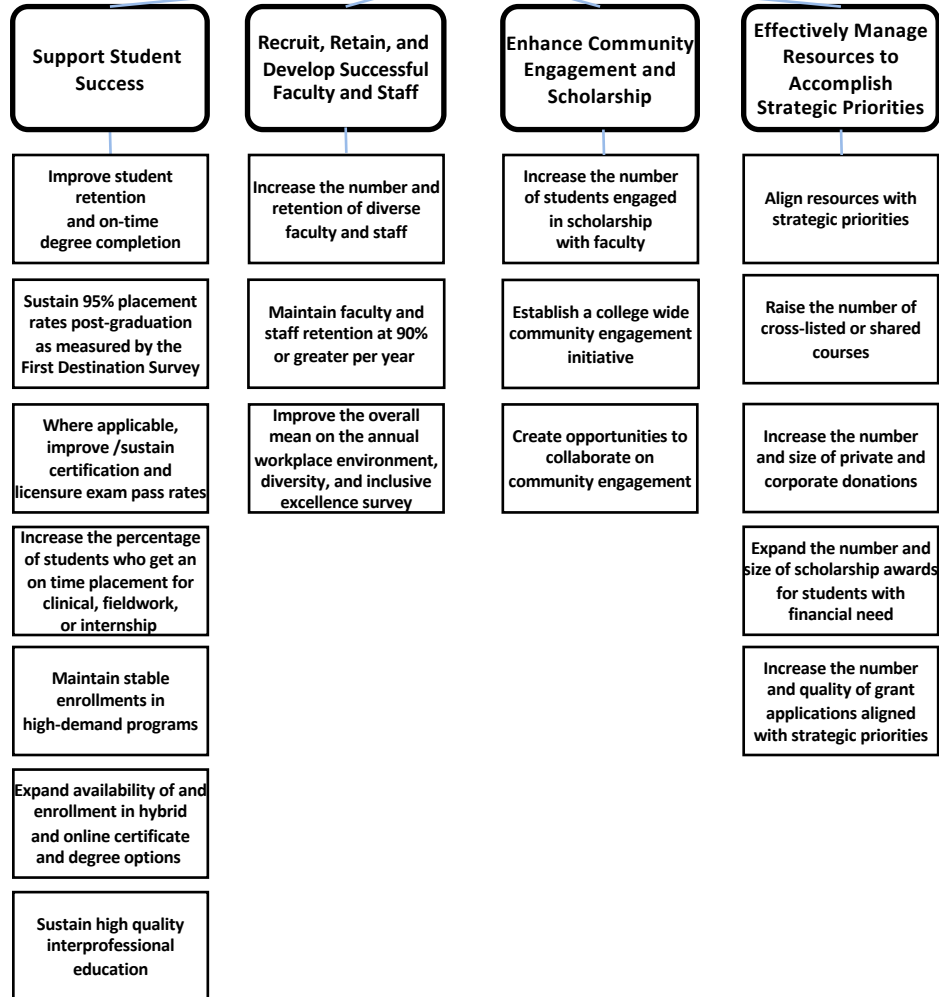 Support Student
Success
Improve student
retention
and on-time
degree completion
Sustain 95% placement
rates post-graduation
as measured by the
First Destination Survey
Where applicable,
improve /sustain
certification and
licensure exam pass rates
Increase the percentage
of students who get an
on time placement for
clinical, fieldwork,
or internship
Maintain stable
enrollments in
high-demand programs
Expand availability of and
enrollment in hybrid
and online certificate
and degree options
Sustain high quality
interprofessional
education
Recruit, Retain, and
Develop Successful
Faculty and Staff
Increase the number and
retention of diverse
faculty and staff
Maintain faculty and
staff retention at 90%
or greater per year
Improve the overall
mean on the annual
workplace environment,
diversity, and inclusive
excellence survey
Enhance Community
Engagement and
Scholarship
Increase the number
of students engaged
in scholarship
with faculty
Establish a college wide
community engagement
initiative
Create opportunities to
collaborate on
community engagement
Effectively Manage
Resources to
Accomplish
Strategic Priorities
Align resources with
strategic priorities
Raise the number of
cross-listed or shared
courses
Increase the number
and size of private and
corporate donations
Expand the number and
size of scholarship awards
for students with
financial need
Increase the number
and quality of grant
applications aligned
with strategic priorities